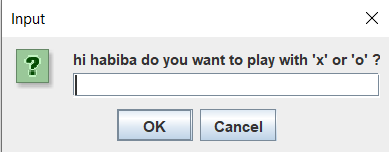 Input
hi habiba do you want to play with 'x' or 'o' ?
OK
Cancel